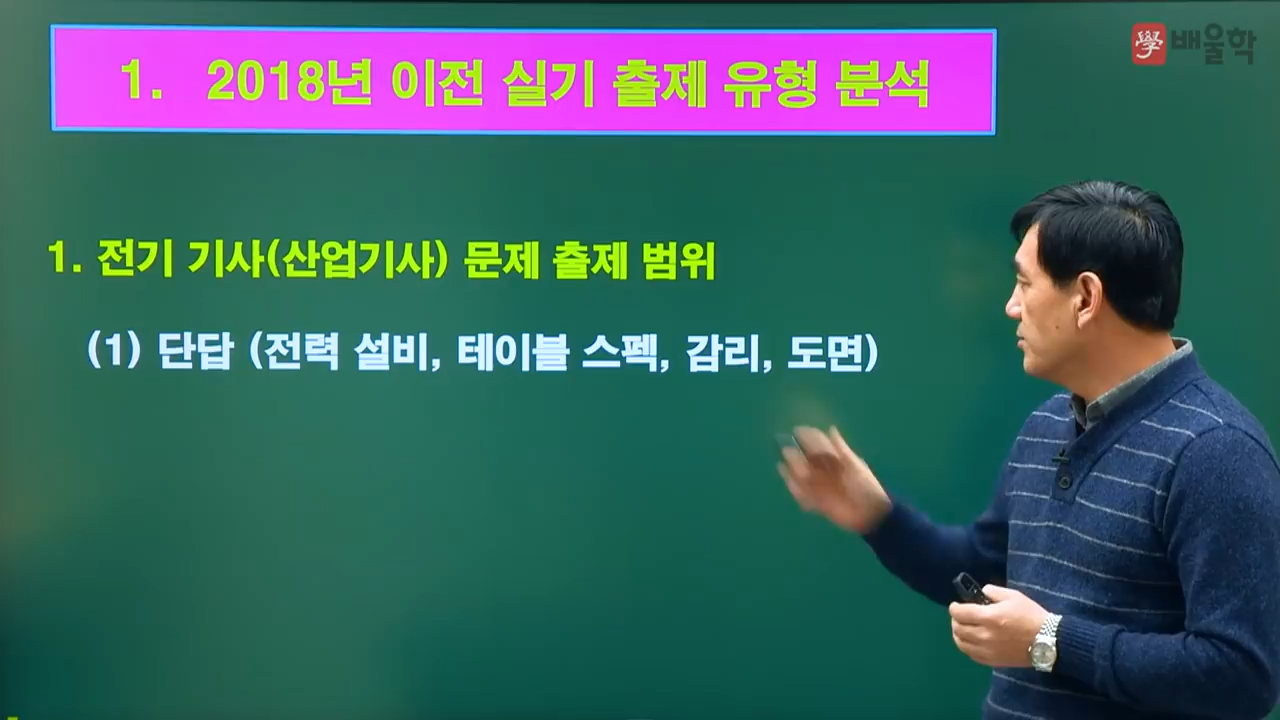 1. 2018년 이전 실기 출제 유형 분석
學 배울학
1. 전기 기사(산업기사) 문제 출제 범위
(1) 단답 (전력 설비, 테이블 스펙, 감리, 도면)